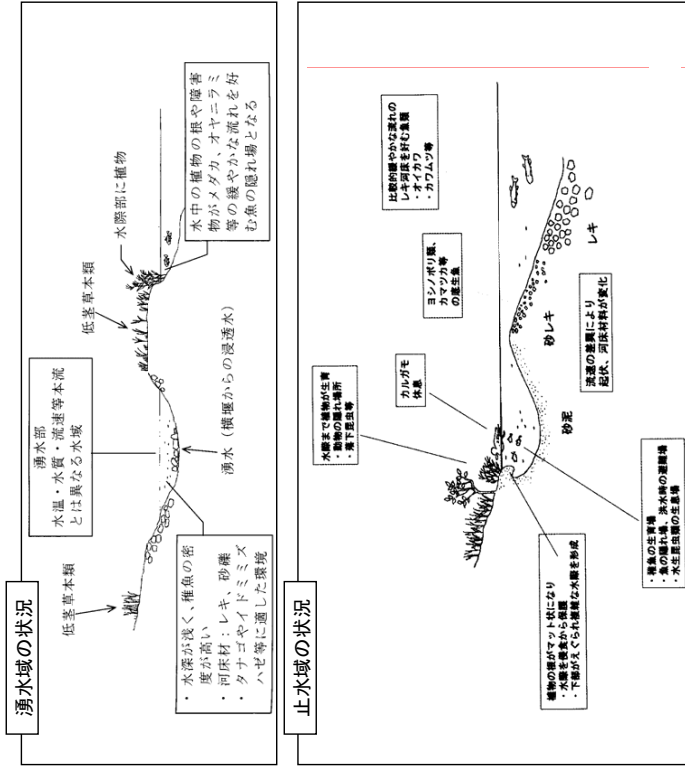 湧水域の状況
低茎草本類
湧水部
水温・水質・流速等本流
とは異なる水域
低茎草本類
水際部に植物
・ 水深が浅く、稚魚の密
度が高い
・ 河床材：レキ、砂礫
・ タナゴやイドミミズ
ハゼ等に適した環境
湧水（横堰からの浸透水）
水中の植物の根や障害
物がメダカ、オヤニラミ
等の緩やかな流れを好
む魚の隠れ場となる
止水域の状況
水際まで植物が生育
動物の隠れ場所
落下昆虫等
カルガモ
休息
ヨシノボリ類、
カマツカ等
の底生魚
比較的緩やかな流れの
レキ河床を好む魚類
・オイカワ
・カワムツ等
植物の根がマット状になり
・水際を侵食から保護
・下部がえぐられ複雑な水際を形成
・稚魚の生育場
・魚の隠れ場、洪水時の避難場
・水生昆虫類の生息場
砂泥
砂レキ
レキ
流速の差異により
起伏、河床材料が変化